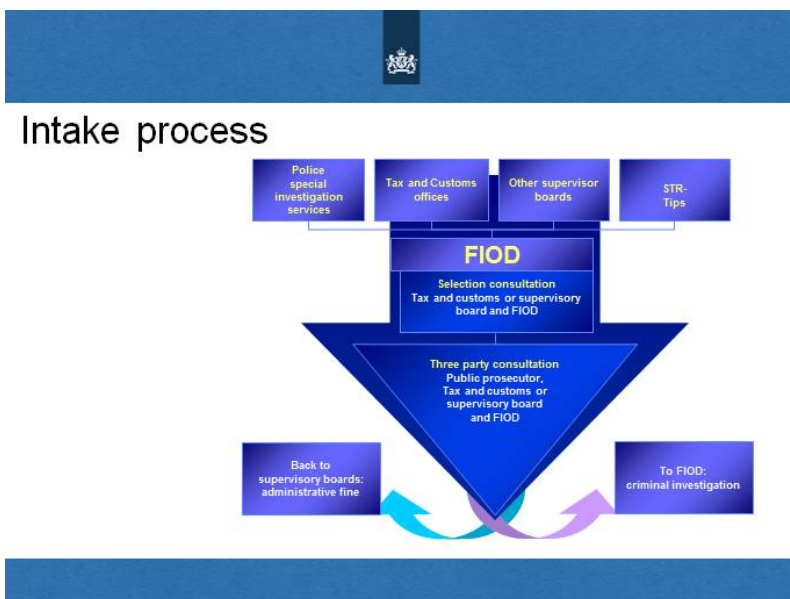 Intake process
Police
special
investigation
services
Tax and Customs
offices
Other supervisor
boards
STR-
Tips
FIOD
Selection consultation
Tax and customs or supervisory
board and FIOD
Three party consultation
Public prosecutor,
Tax and customs or
supervisory board
and FIOD
Back to
supervisory boards:
administrative fine
To FIOD:
criminal investigation